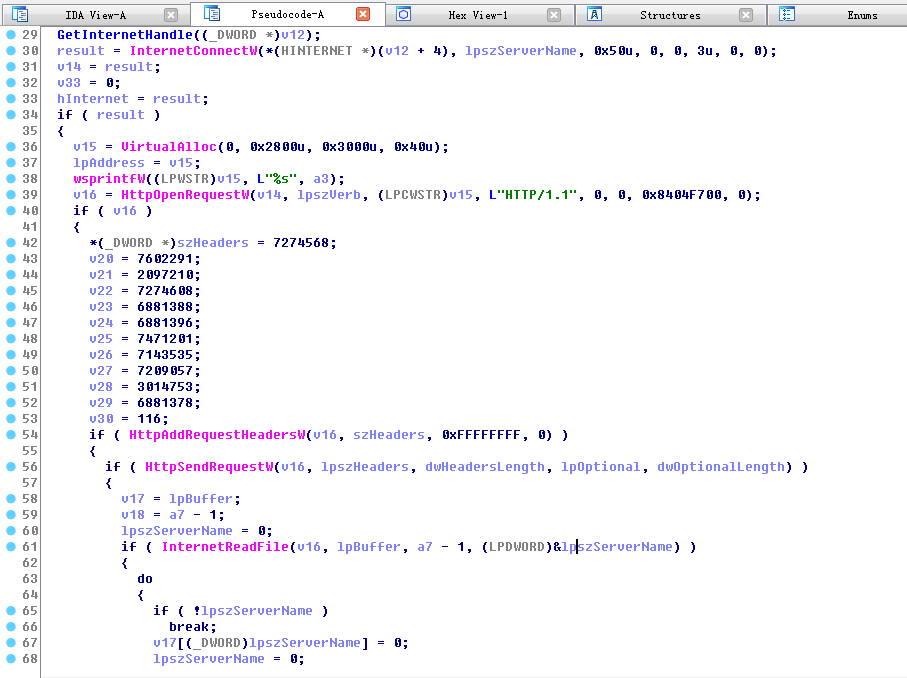 IDA View-A Pseudocode-A Hex View-1 Structures Enums
29 GetInternetHandle((_DWORD *)v12);
30 result = InternetConnectW(*(HINTERNET *)(v12 + 4), lpszServerName, 0x50u, 0, 0, 3u, 0, 0);
31 v14 = result;
32 v33 = 0;
33 hInternet = result;
34 if ( result )
35 {
36 v15 = VirtualAlloc(0, 0x2800u, 0x3000u, 0x40u);
37 lpAddress = v15;
38 wsprintfW((LPWSTR)v15, L"%s", a3);
39 v16 = HttpOpenRequestW(v14, lpszVerb, (LPCWSTR)v15, L"HTTP/1.1", 0, 0, 0x8404F700, 0);
40 if ( v16 )
41 {
42 *(_DWORD *)szHeaders = 7274568;
43 v20 = 7602291;
44 v21 = 2097210;
45 v22 = 7274608;
46 v23 = 6881388;
47 v24 = 6881396;
48 v25 = 7471201;
49 v26 = 7143535;
50 v27 = 7209057;
51 v28 = 3014753;
52 v29 = 6881378;
53 v30 = 116;
54 if ( HttpAddRequestHeadersW(v16, szHeaders, 0xFFFFFFFF, 0) )
55 {
56 if ( HttpSendRequestW(v16, lpszHeaders, dwHeadersLength, lpOptional, dwOptionalLength) )
57 {
58 v17 = lpBuffer;
59 v18 = a7 - 1;
60 lpszServerName = 0;
61 if ( InternetReadFile(v16, lpBuffer, a7 - 1, (LPDWORD)&lpszServerName) )
62 {
63 do
64 {
65 if ( !lpszServerName )
66 break;
67 v17[(_DWORD)lpszServerName] = 0;
68 lpszServerName = 0;